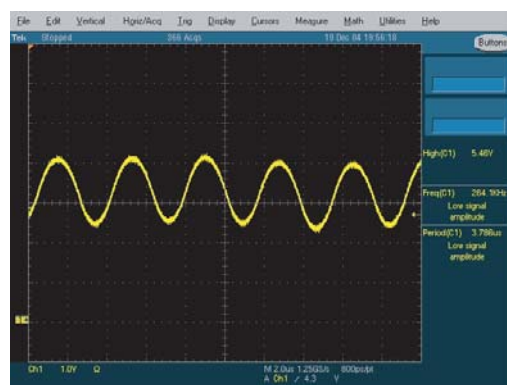 File Edit Vertical Horiz/Acq Trig Display Cursors Measure Math Utilities Help
Tek Stopped 366 Acqs 19 Dec 04 19:56:18
Buttons
High(C1) 5.46V
Freq(C1) 264.1KHz
Low signal
amplitude
Period(C1) 3.786us
Low signal
amplitude
Ch1 1.0V Ω M 2.0us 1.25GS/s 800ps/pt
A Ch1 / 4.3 V